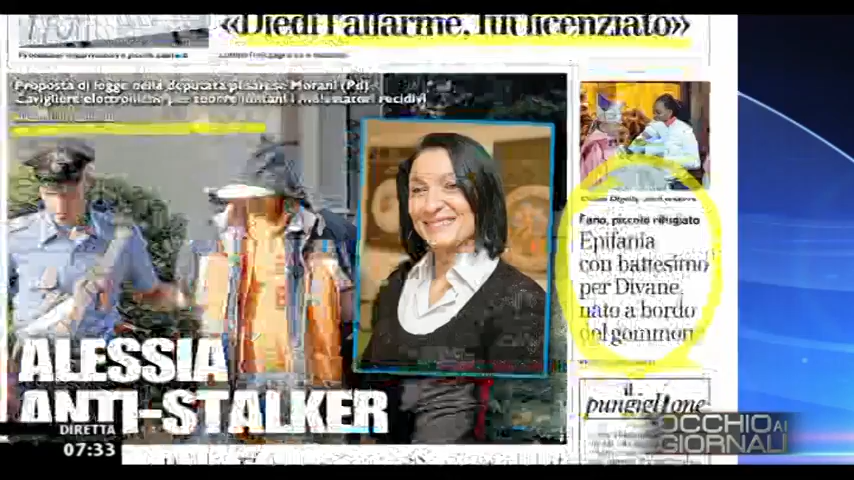 «Diedi l'allarme, fui licenziato»
Proposta di legge della deputata pesarese Morani (Pd)
Cavigliere elettroniche per tenere lontani i molestatori recidivi
ALESSIA
ANTI-STALKER
Fano, piccolo rifugiato
Epifania
con battesimo
per Divane,
nato a bordo
del gommone
il
pungiglione
DIRETTA
07:33
OCCHIO AI
GIORNALI